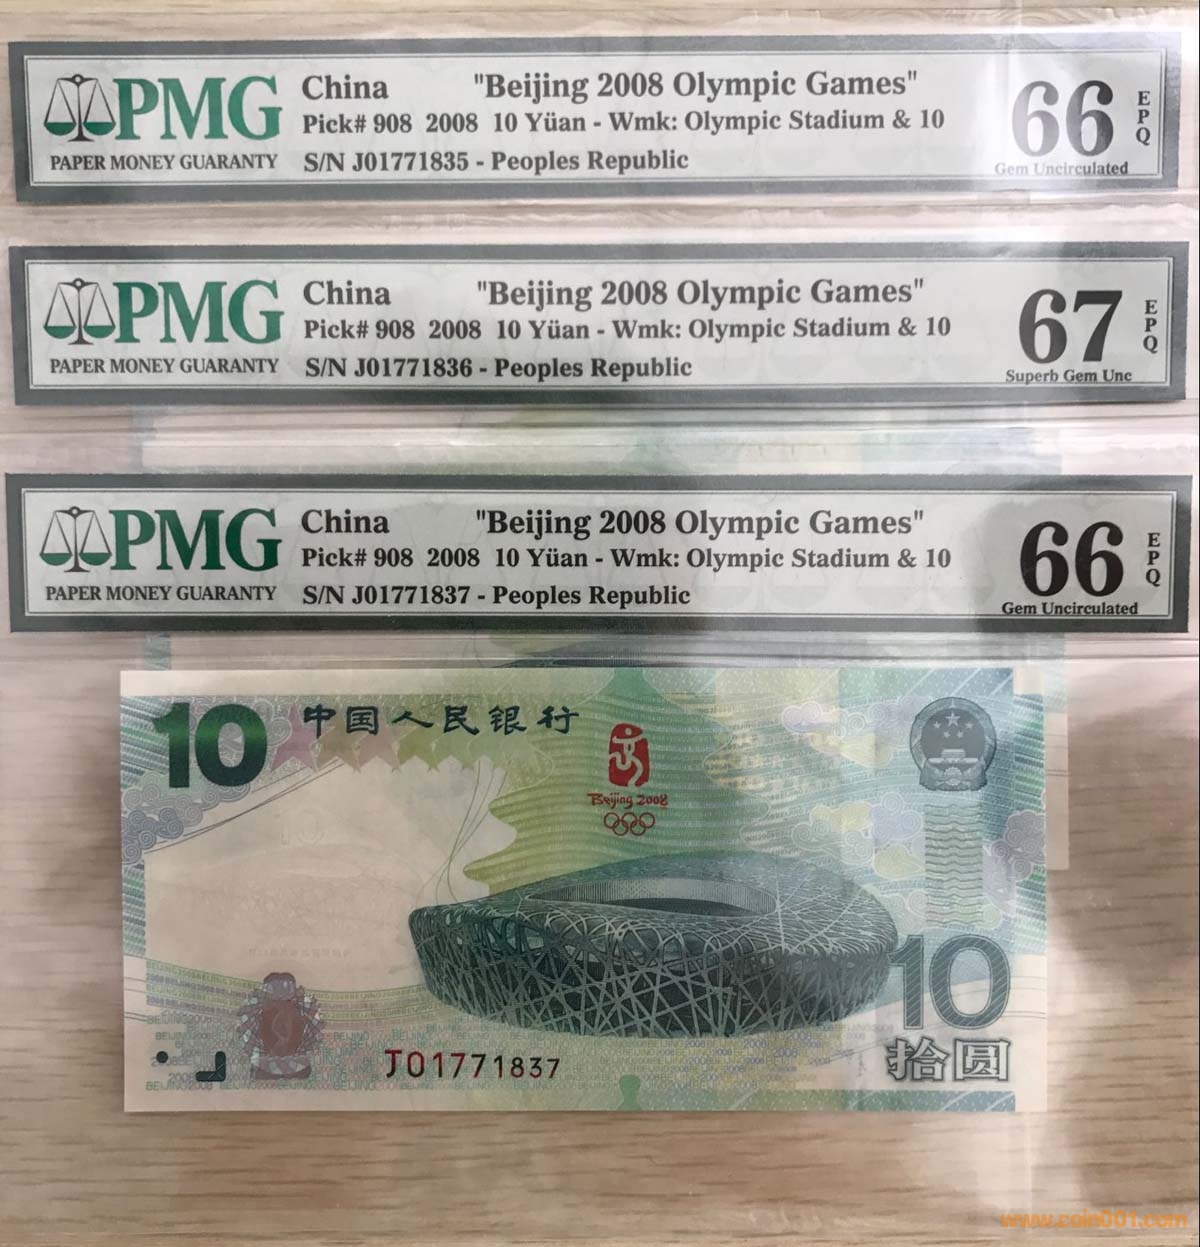 PMG
PAPER MONEY GUARANTY
China "Beijing 2008 Olympic Games"
Pick# 908 2008 10 Yüan - Wmk: Olympic Stadium & 10
S/N J01771835 - Peoples Republic
66
EPQ
Gem Uncirculated
PMG
PAPER MONEY GUARANTY
China "Beijing 2008 Olympic Games"
Pick# 908 2008 10 Yüan - Wmk: Olympic Stadium & 10
S/N J01771836 - Peoples Republic
67
EPQ
Superb Gem Unc
PMG
PAPER MONEY GUARANTY
China "Beijing 2008 Olympic Games"
Pick# 908 2008 10 Yüan - Wmk: Olympic Stadium & 10
S/N J01771837 - Peoples Republic
66
EPQ
Gem Uncirculated
10 中国人民银行
Beijing 2008
10
拾圆
J01771837
www.coin001.com